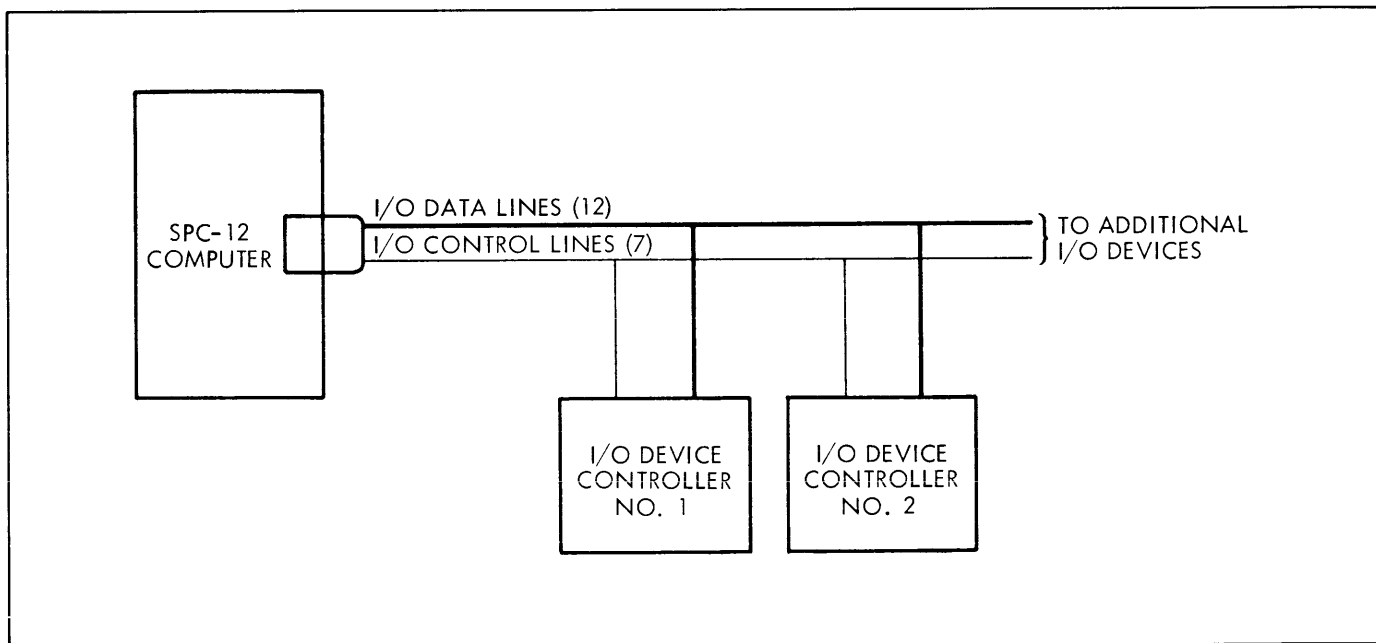 SPC-12
COMPUTER
I/O DATA LINES (12)
I/O CONTROL LINES (7)
TO ADDITIONAL
I/O DEVICES
I/O DEVICE
CONTROLLER
NO. 1
I/O DEVICE
CONTROLLER
NO. 2